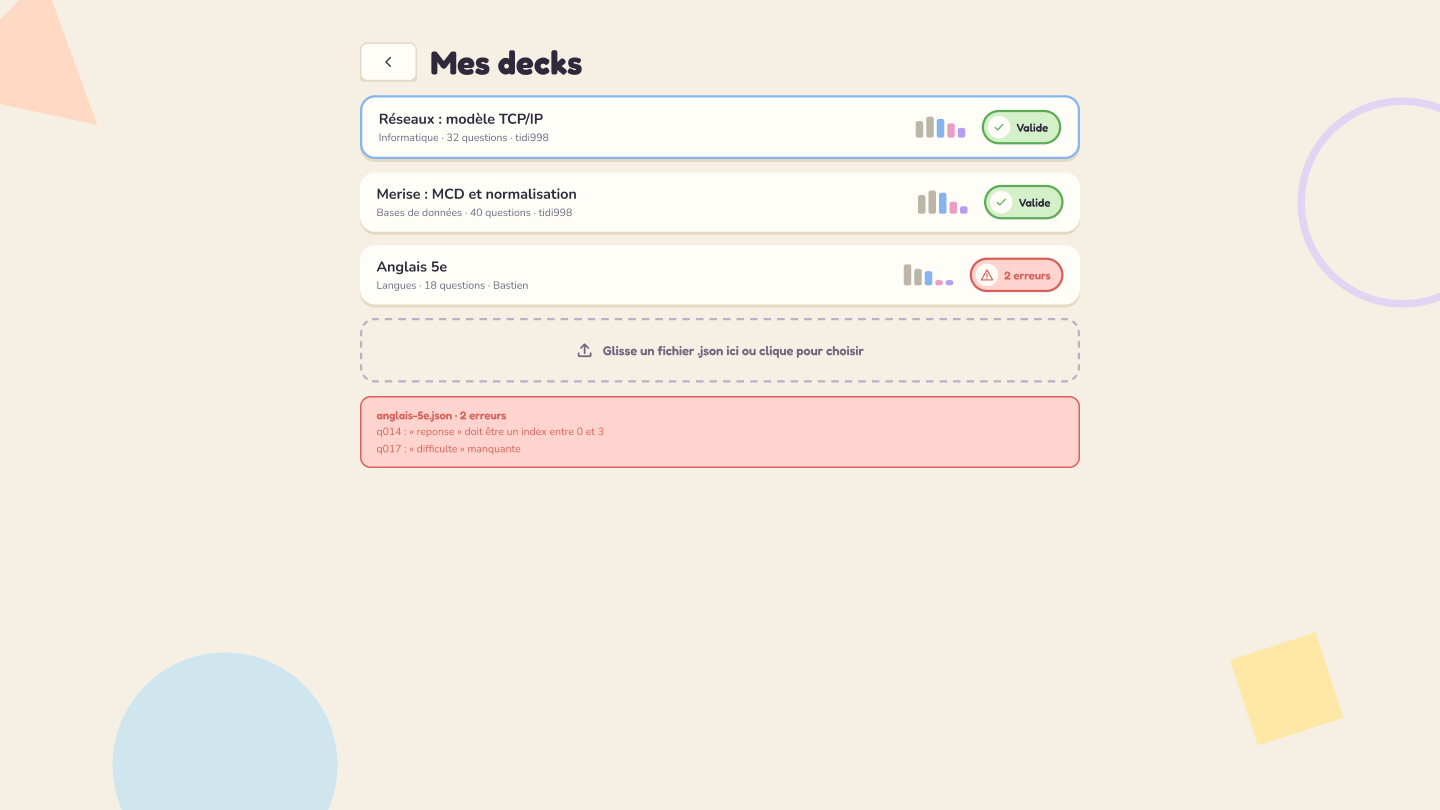 Mes decks
Réseaux : modèle TCP/IP
Informatique · 32 questions · tidi998
Valide
Merise : MCD et normalisation
Bases de données · 40 questions · tidi998
Valide
Anglais 5e
Langues · 18 questions · Bastien
2 erreurs
Glisse un fichier .json ici ou clique pour choisir
anglais-5e.json · 2 erreurs
q014 : « reponse » doit être un index entre 0 et 3
q017 : « difficulte » manquante